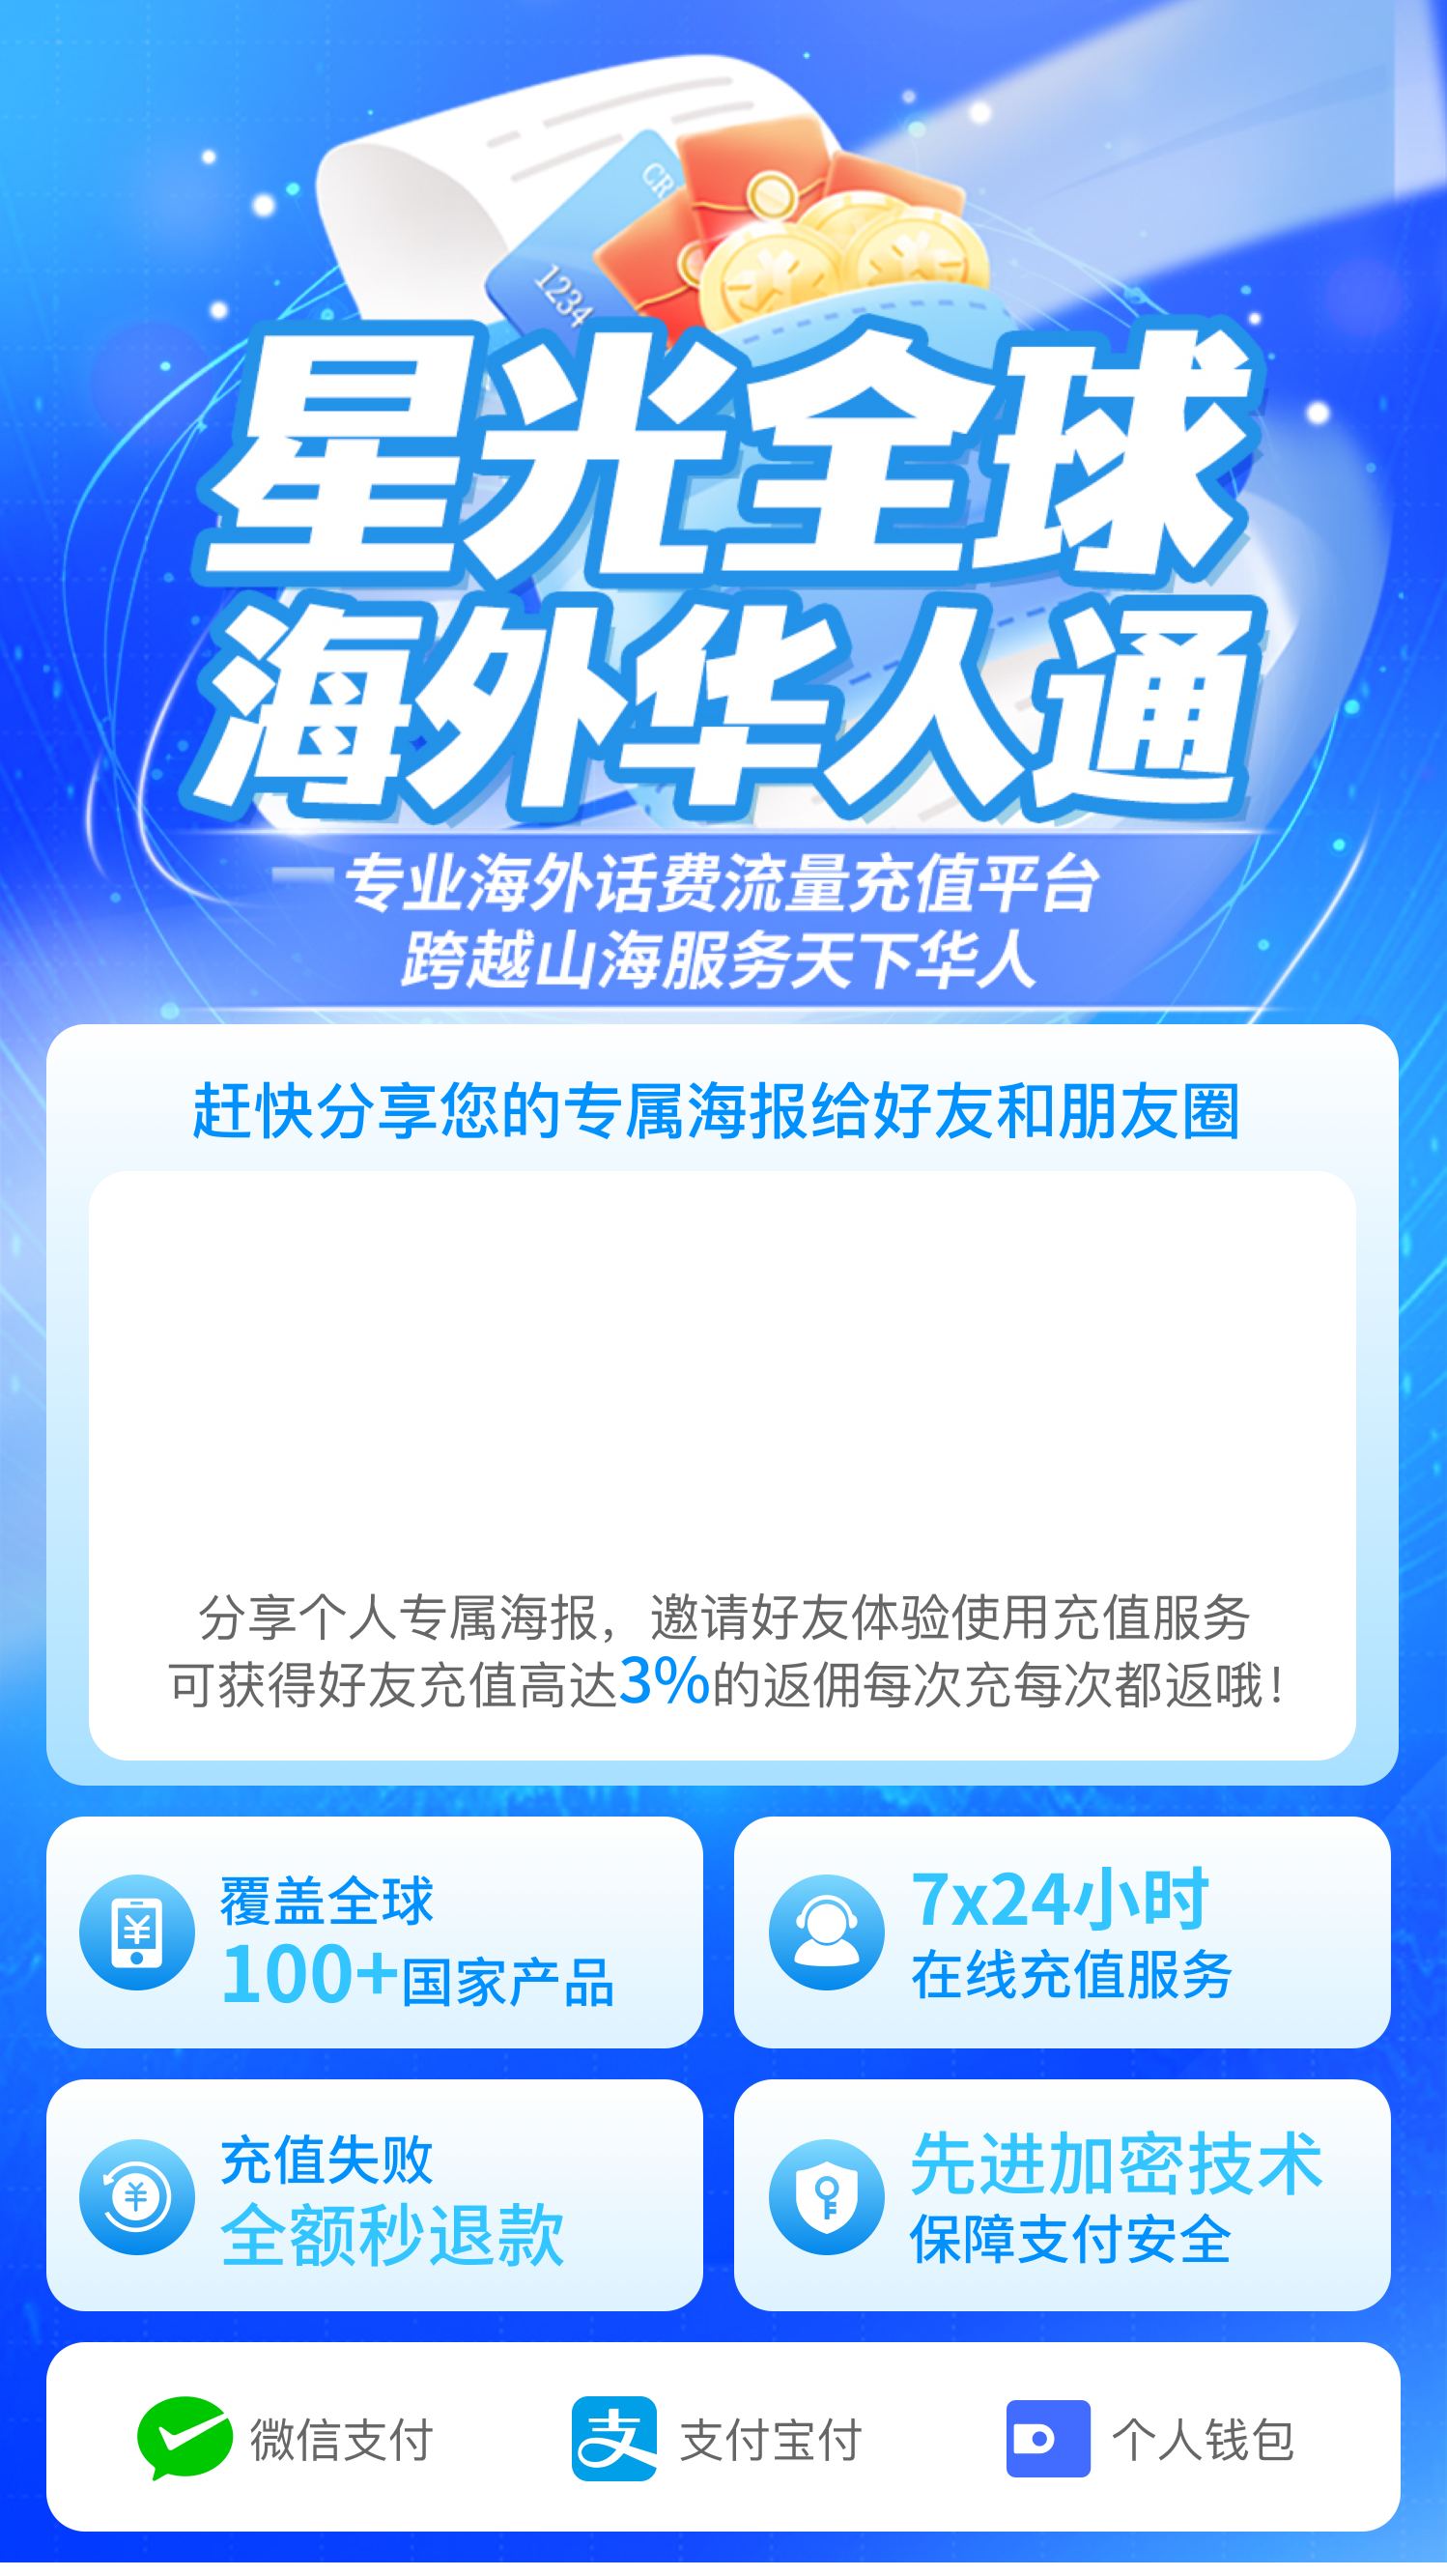 CR
1234
星光全球
海外华人通
专业海外话费流量充值平台
跨越山海服务天下华人
赶快分享您的专属海报给好友和朋友圈
分享个人专属海报，邀请好友体验使用充值服务
可获得好友充值高达3%的返佣每次充每次都返哦！
覆盖全球
100+国家产品
7x24小时
在线充值服务
充值失败
全额秒退款
先进加密技术
保障支付安全
微信支付
支付宝付
个人钱包